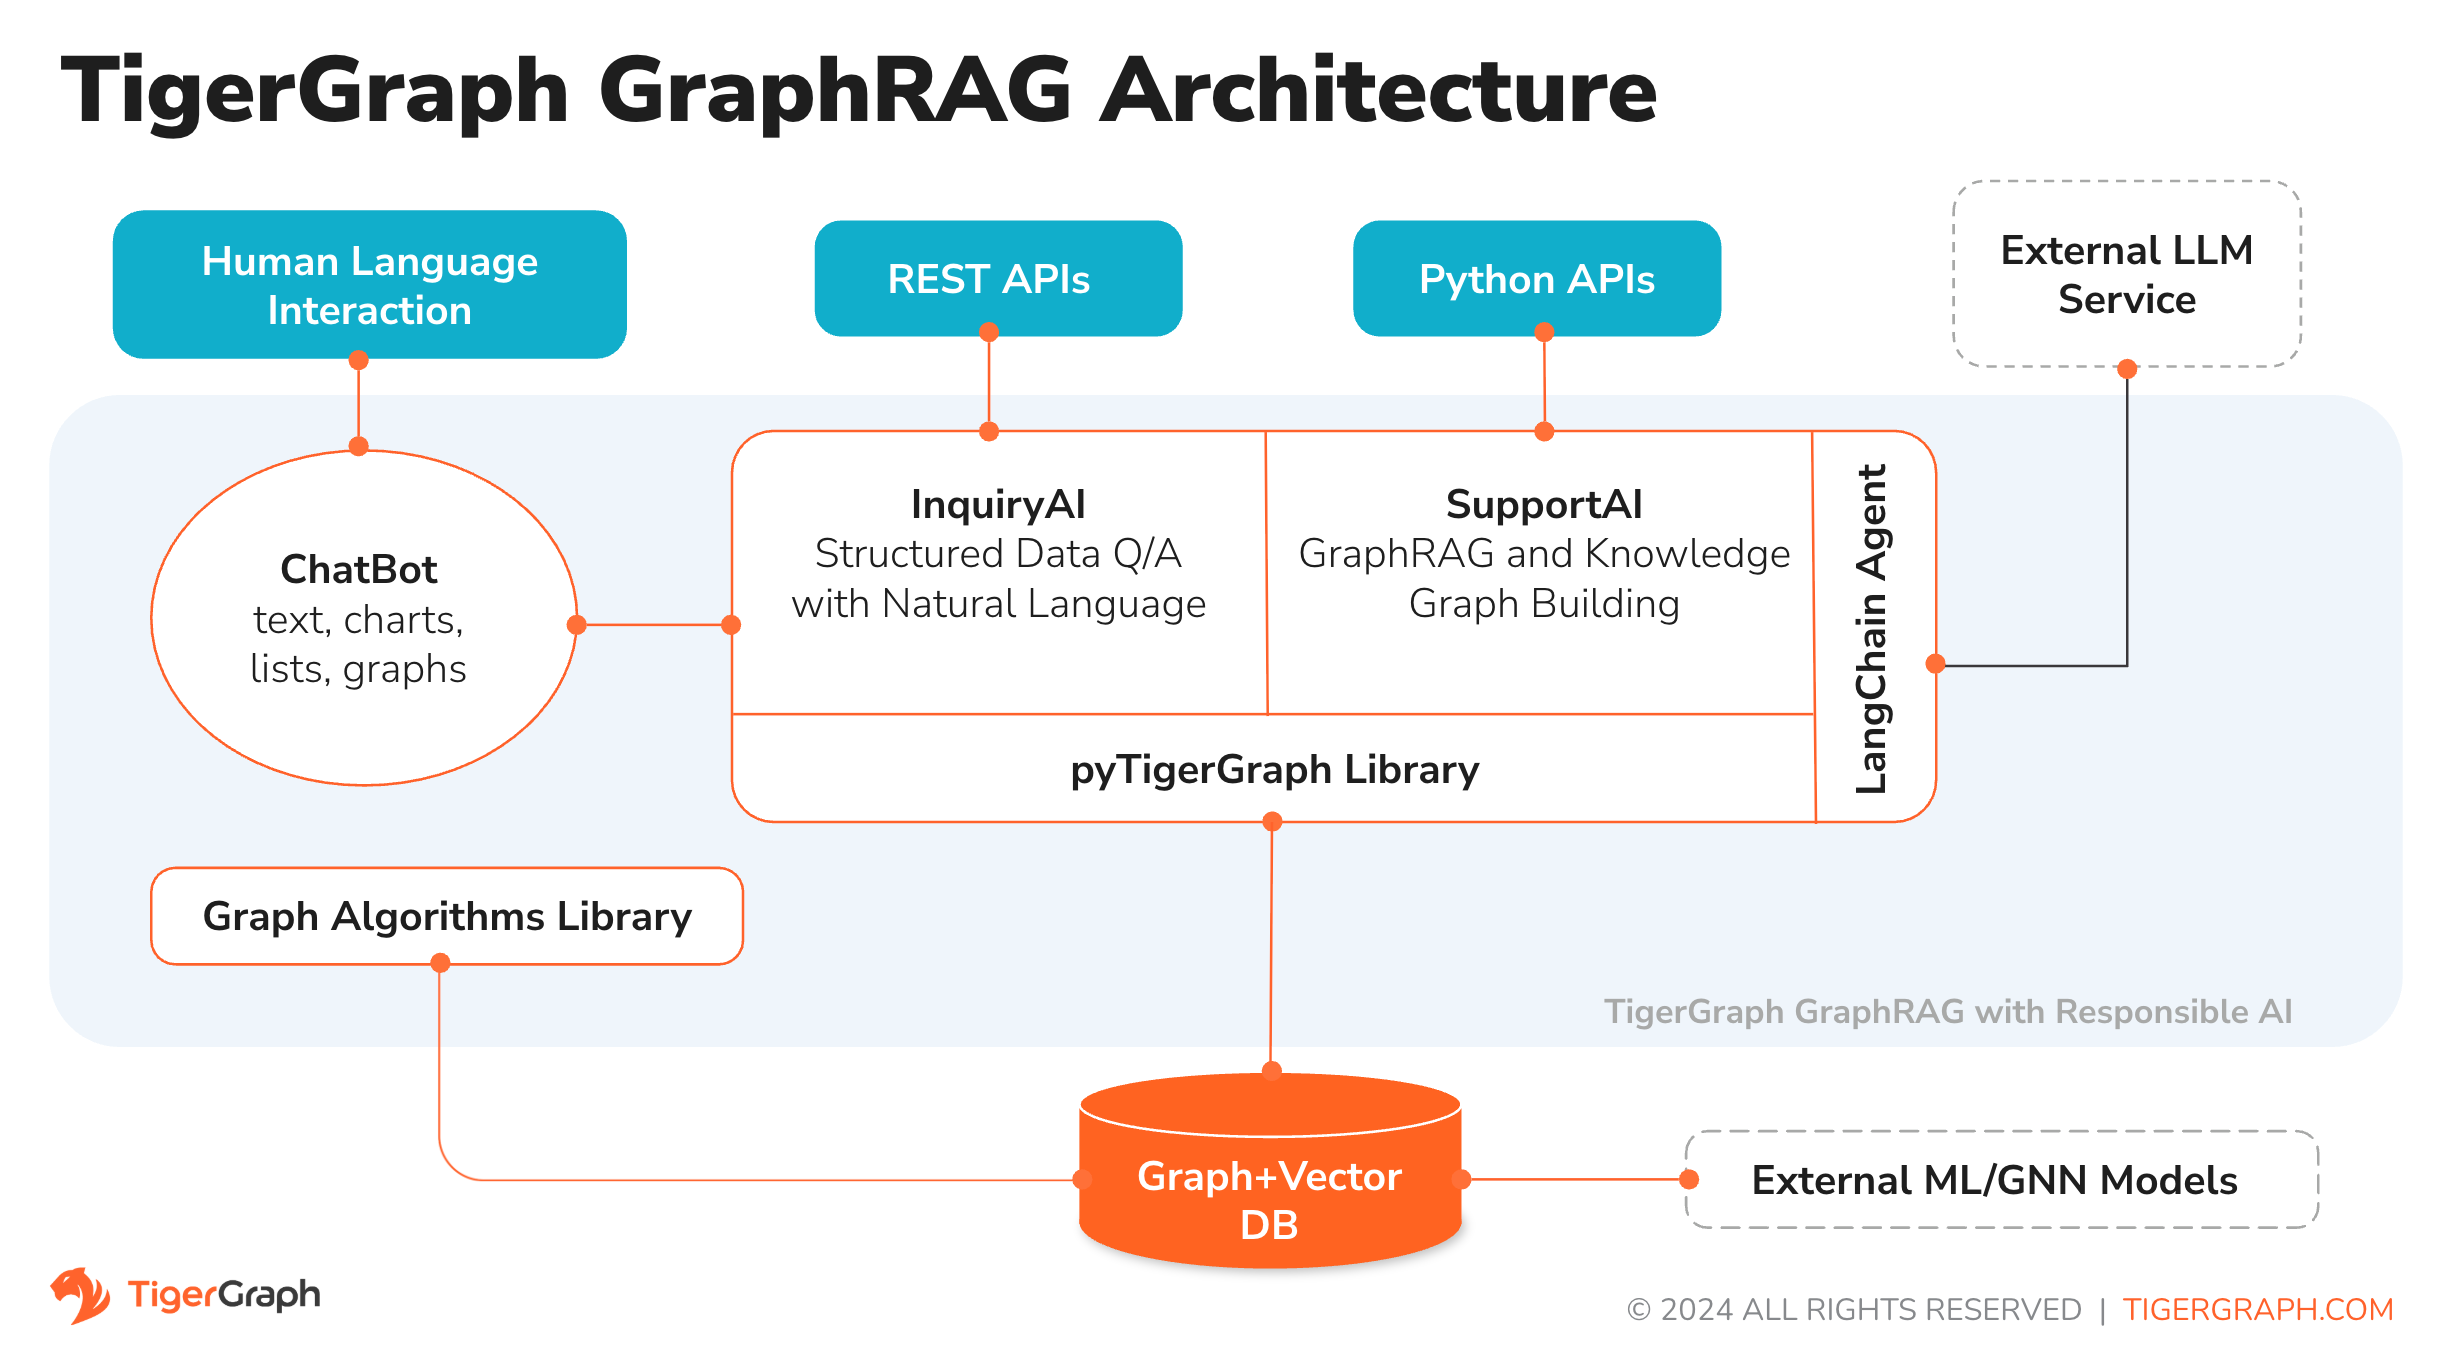 TigerGraph GraphRAG Architecture
Human Language
Interaction
REST APIs
Python APIs
External LLM
Service
ChatBot
text, charts,
lists, graphs
InquiryAI
Structured Data Q/A
with Natural Language
SupportAI
GraphRAG and Knowledge
Graph Building
LangChain Agent
pyTigerGraph Library
Graph Algorithms Library
TigerGraph GraphRAG with Responsible AI
Graph+Vector
DB
External ML/GNN Models
TigerGraph
© 2024 ALL RIGHTS RESERVED | TIGERGRAPH.COM